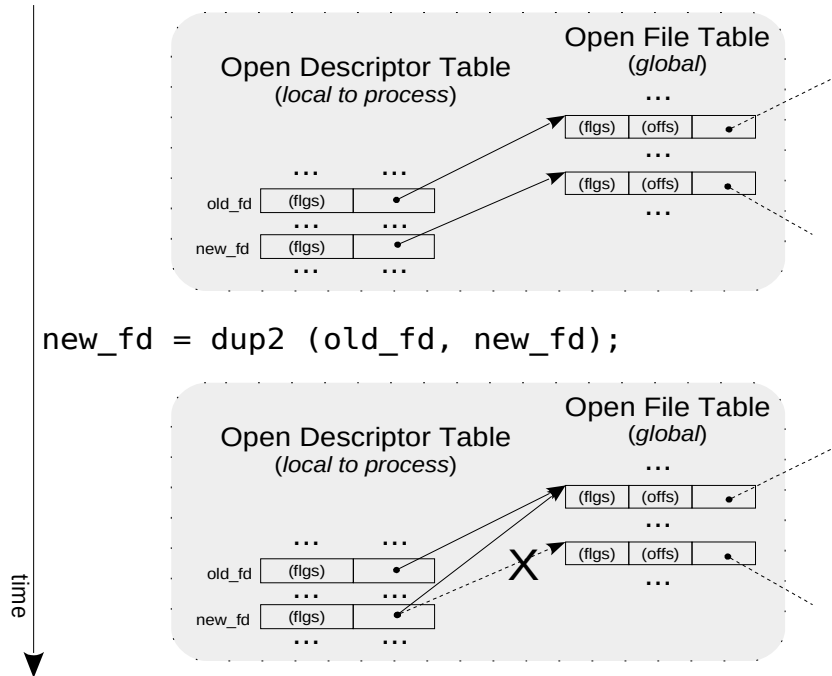 Open File Table
(global)
Open Descriptor Table
(local to process)
...
(flgs) (offs)
...
(flgs) (offs)
...
... ...
old_fd (flgs)
... ...
new_fd (flgs)
... ...
new_fd = dup2 (old_fd, new_fd);
Open File Table
(global)
Open Descriptor Table
(local to process)
...
(flgs) (offs)
...
(flgs) (offs)
...
... ...
old_fd (flgs)
... ...
X
new_fd (flgs)
... ...
time